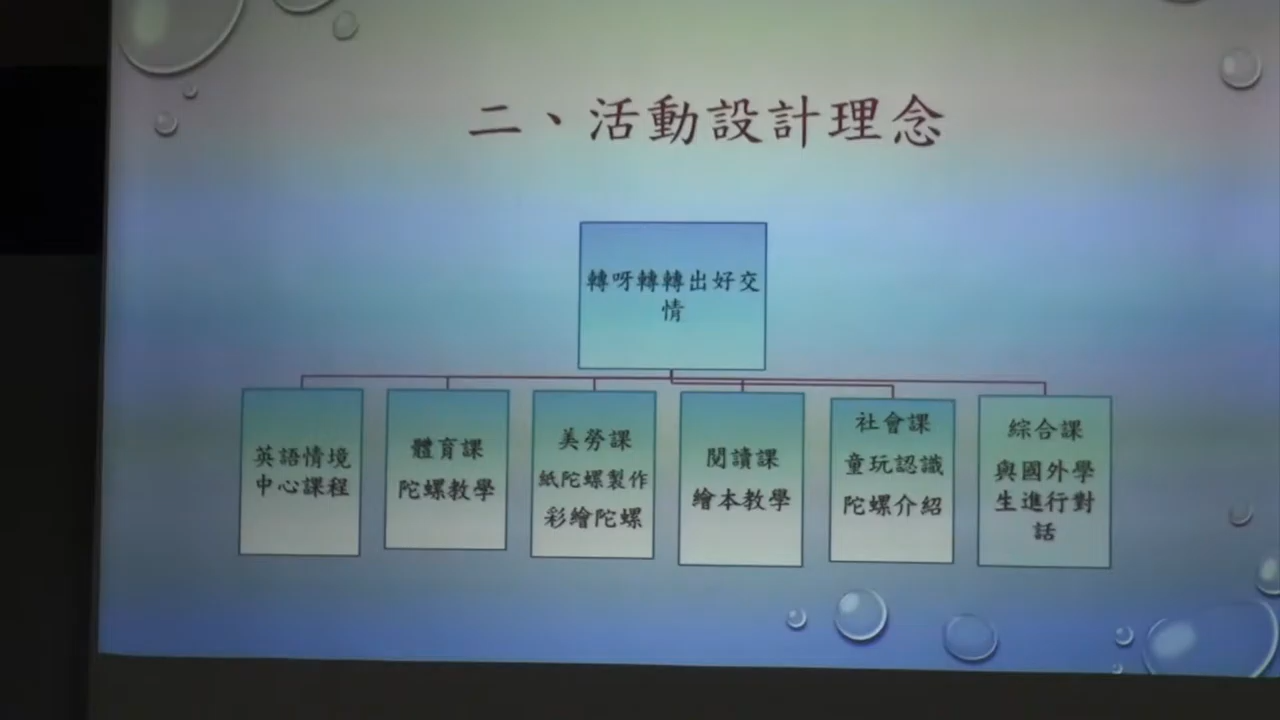 二、活動設計理念
轉呀轉轉出好交
情
英語情境
中心課程
體育課
陀螺教學
美勞課
紙陀螺製作
彩繪陀螺
閱讀課
繪本教學
社會課
童玩認識
陀螺介紹
綜合課
與國外學
生進行對
話